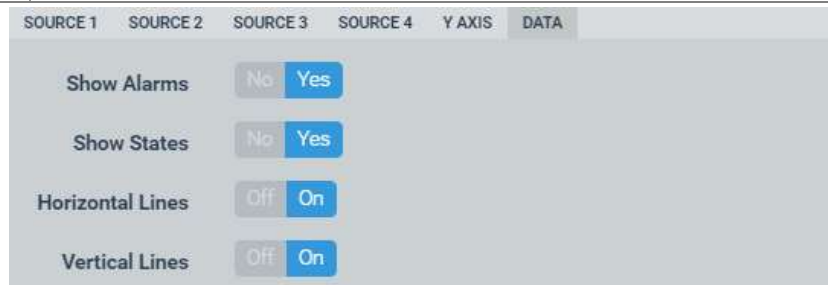 SOURCE 1 SOURCE 2 SOURCE 3 SOURCE 4 Y AXIS DATA
Show Alarms No Yes
Show States No Yes
Horizontal Lines Off On
Vertical Lines Off On